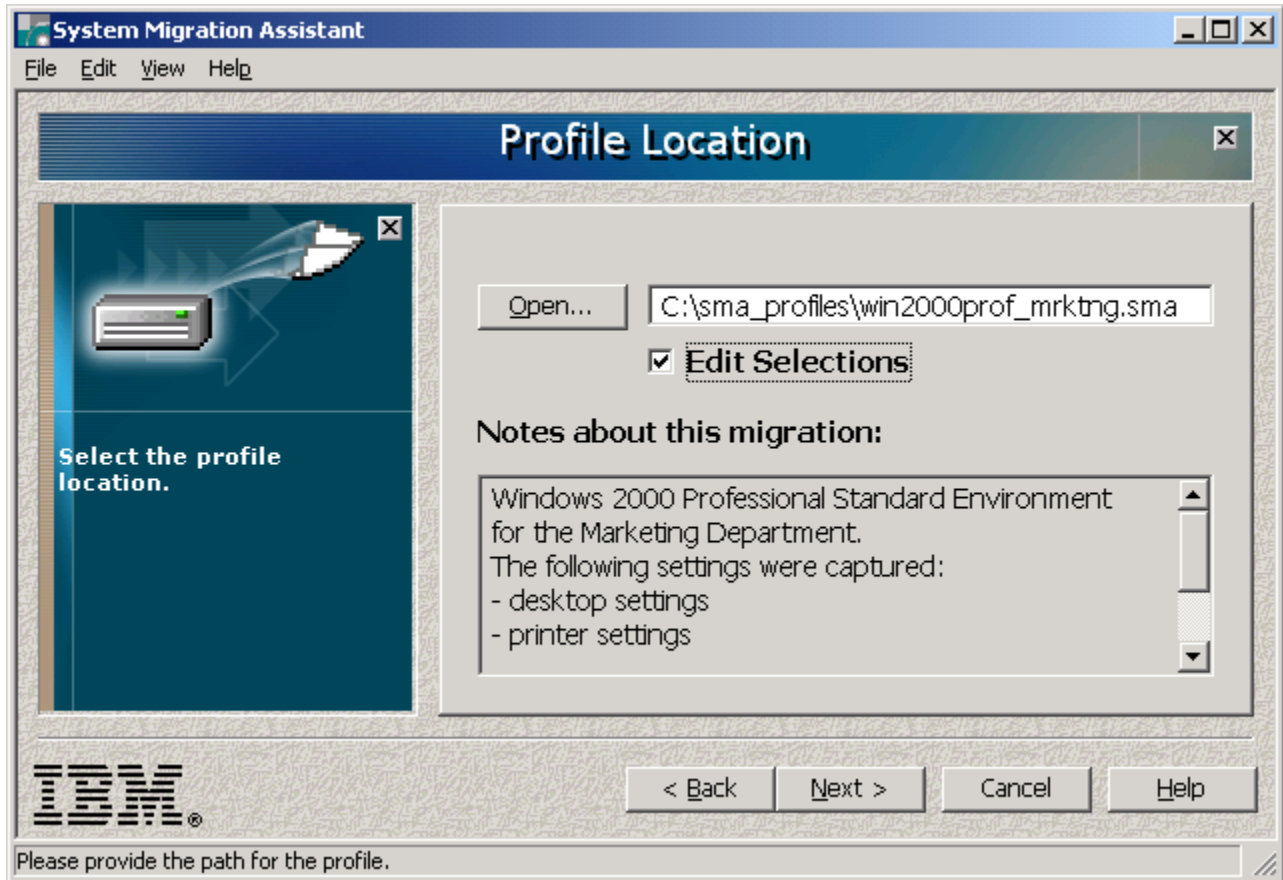 System Migration Assistant
File Edit View Help
Profile Location
Select the profile
location.
Open... C:\sma_profiles\win2000prof_mrktng.sma
Edit Selections
Notes about this migration:
Windows 2000 Professional Standard Environment
for the Marketing Department.
The following settings were captured:
- desktop settings
- printer settings
IBM®
< Back Next > Cancel Help
Please provide the path for the profile.